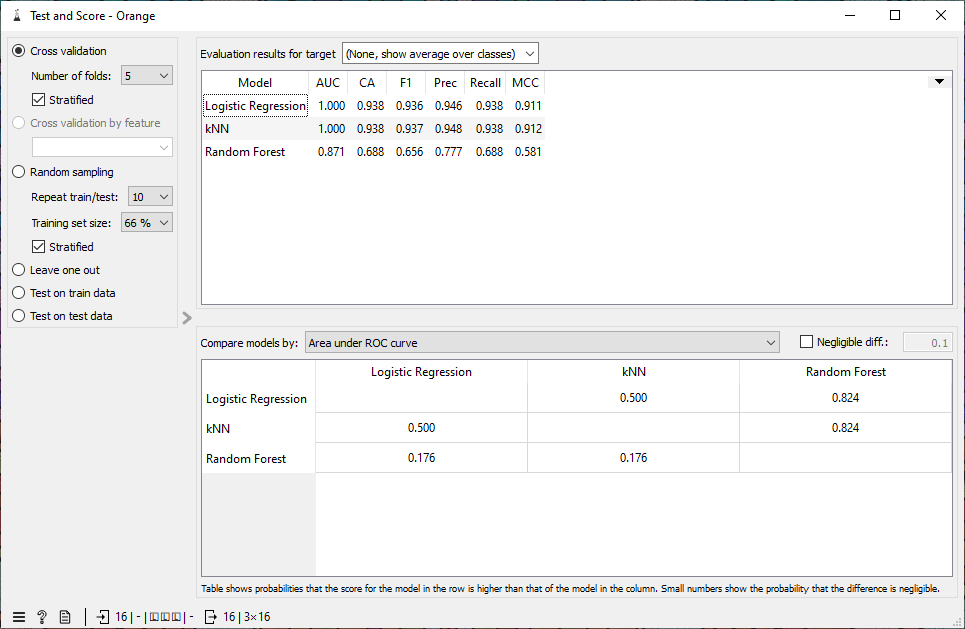 Test and Score - Orange
Cross validation
Number of folds: 5
Stratified
Cross validation by feature
Random sampling
Repeat train/test: 10
Training set size: 66 %
Stratified
Leave one out
Test on train data
Test on test data
Evaluation results for target (None, show average over classes)
Model AUC CA F1 Prec Recall MCC
Logistic Regression 1.000 0.938 0.936 0.946 0.938 0.911
kNN 1.000 0.938 0.937 0.948 0.938 0.912
Random Forest 0.871 0.688 0.656 0.777 0.688 0.581
Compare models by: Area under ROC curve
Negligible diff.: 0.1
Logistic Regression kNN Random Forest
Logistic Regression 0.500 0.824
kNN 0.500 0.824
Random Forest 0.176 0.176
Table shows probabilities that the score for the model in the row is higher than that of the model in the column. Small numbers show the probability that the difference is negligible.
16 | - | | - 16 | 3×16